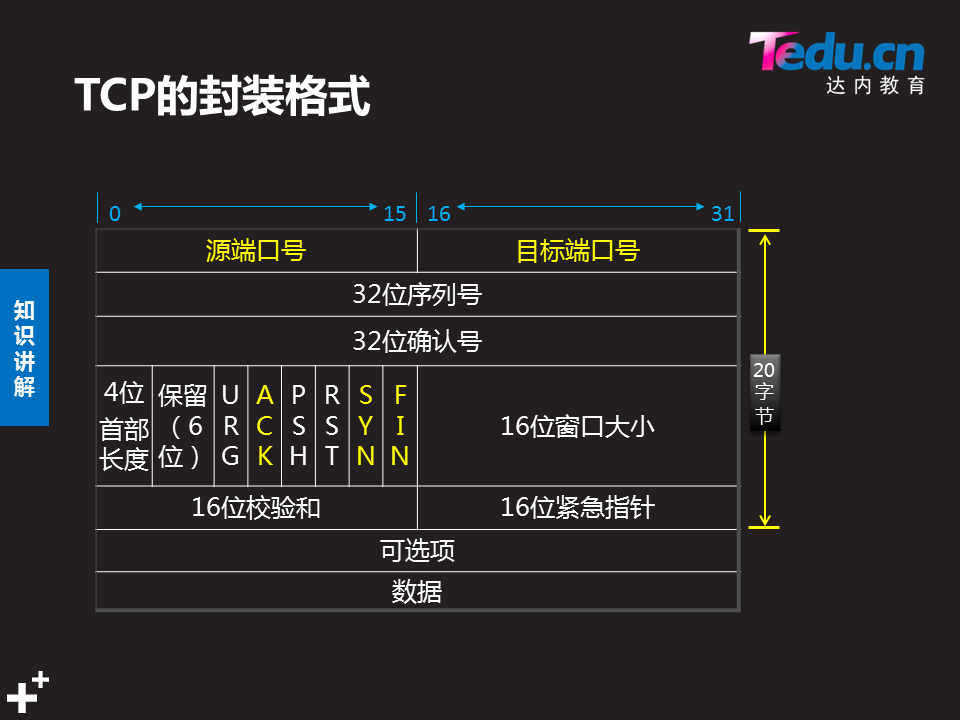 Tedu.cn
达内教育
TCP的封装格式
0
15
16
31
源端口号
目标端口号
32位序列号
32位确认号
4位
首部
长度
保留
（6
位）
URG
ACK
PSH
RST
SYN
FIN
16位窗口大小
16位校验和
16位紧急指针
可选项
数据
20
字
节
知
识
讲
解